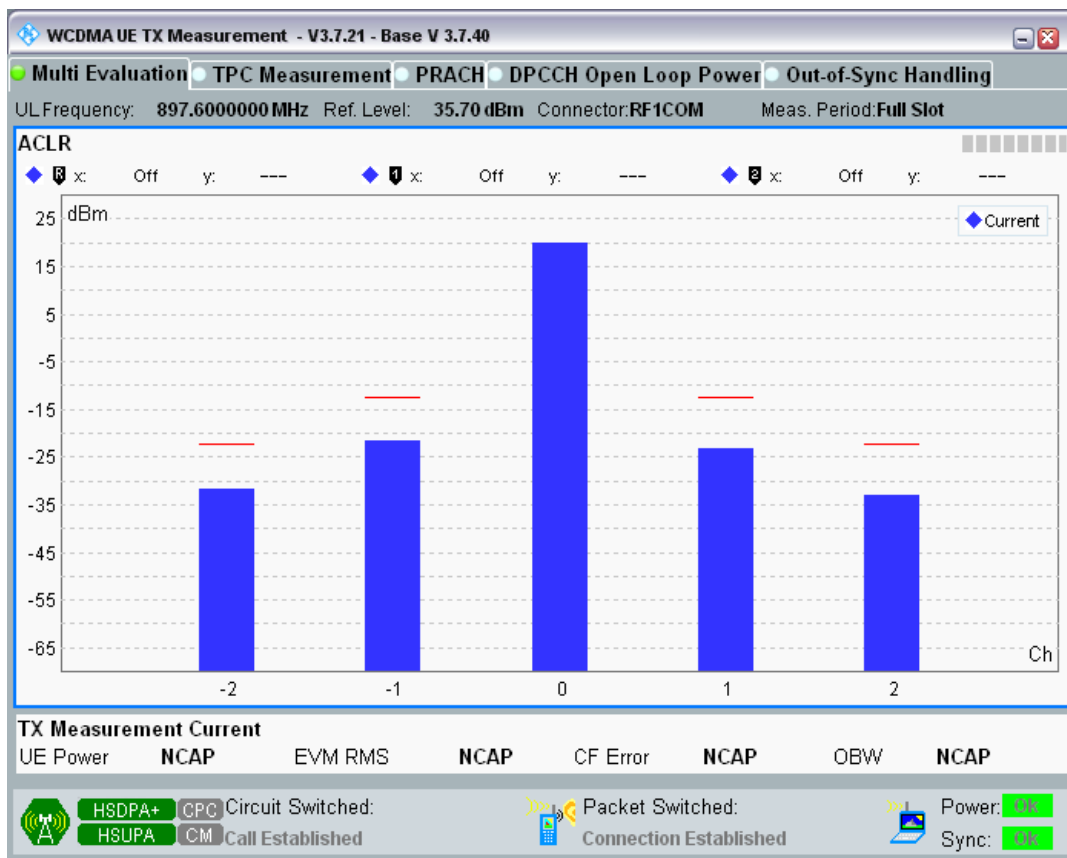 WCDMA UE TX Measurement - V3.7.21 - Base V 3.7.40
Multi Evaluation TPC Measurement PRACH DPCCH Open Loop Power Out-of-Sync Handling
UL Frequency: 897.6000000 MHz Ref. Level: 35.70 dBm Connector:RF1COM Meas. Period:Full Slot
ACLR
R x: Off y: --- 1 x: Off y: --- 2 x: Off y: ---
dBm
Current
25
15
5
-5
-15
-25
-35
-45
-55
-65
Ch
-2 -1 0 1 2
TX Measurement Current
UE Power NCAP EVM RMS NCAP CF Error NCAP OBW NCAP
HSDPA+ CPC Circuit Switched: Packet Switched: Power: Ok
HSUPA CM Call Established Connection Established Sync: Ok